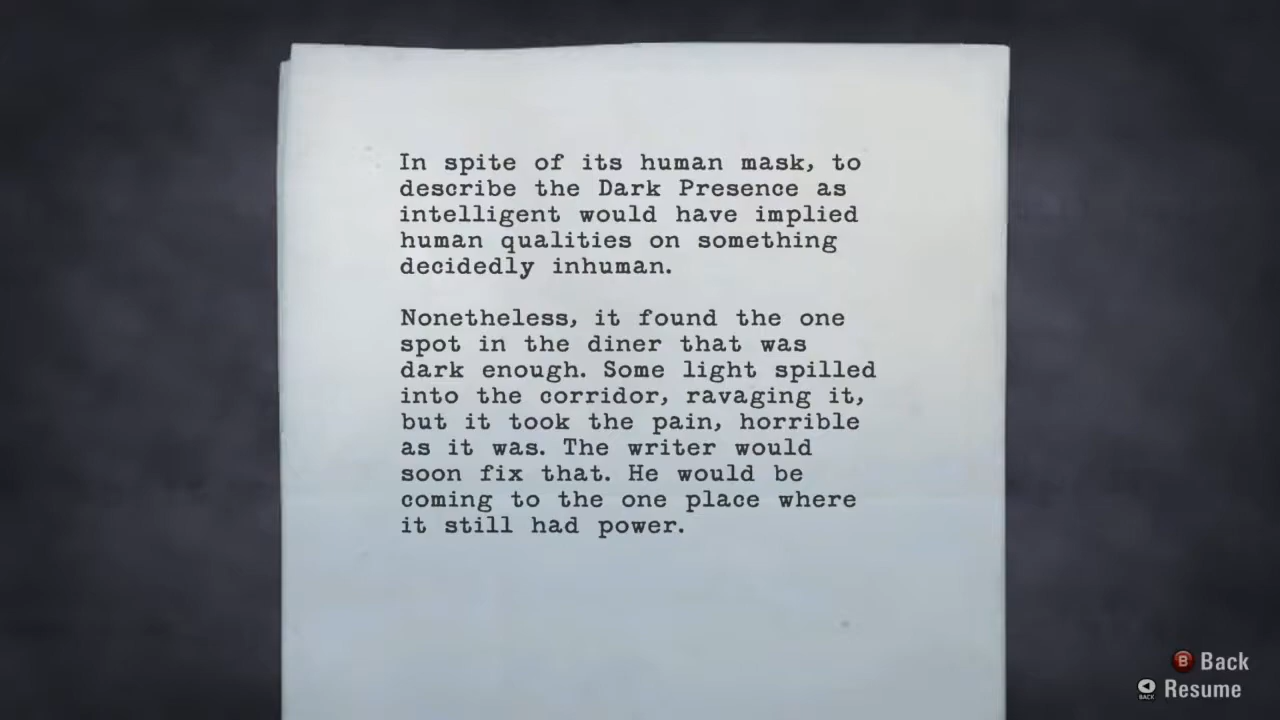 In spite of its human mask, to
describe the Dark Presence as
intelligent would have implied
human qualities on something
decidedly inhuman.
Nonetheless, it found the one
spot in the diner that was
dark enough. Some light spilled
into the corridor, ravaging it,
but it took the pain, horrible
as it was. The writer would
soon fix that. He would be
coming to the one place where
it still had power.
B Back
BACK Resume